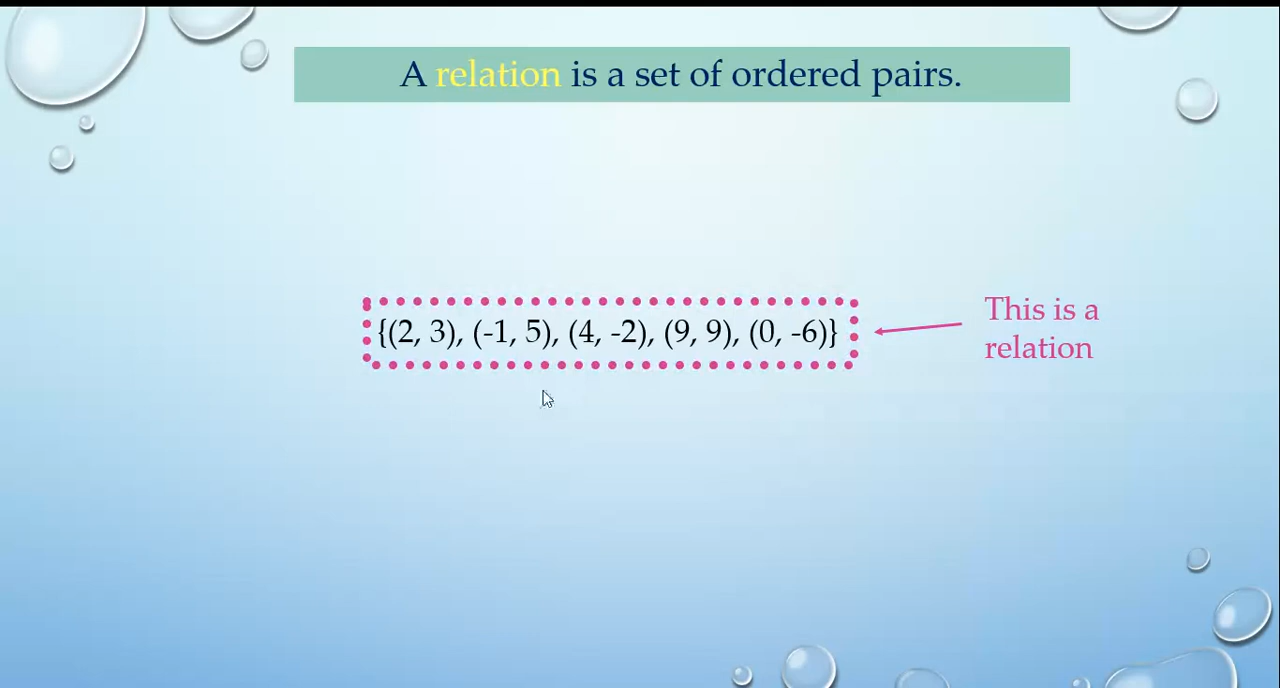 A relation is a set of ordered pairs.
{(2, 3), (-1, 5), (4, -2), (9, 9), (0, -6)}
This is a
relation